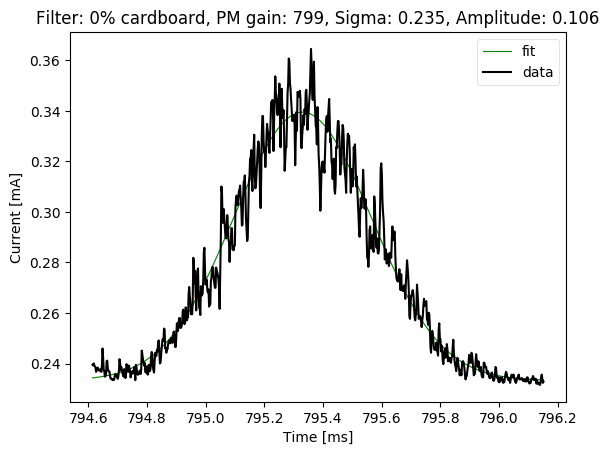 Filter: 0% cardboard, PM gain: 799, Sigma: 0.235, Amplitude: 0.106
fit
data
0.36
0.34
0.32
0.30
0.28
0.26
0.24
Current [mA]
794.6 794.8 795.0 795.2 795.4 795.6 795.8 796.0 796.2
Time [ms]